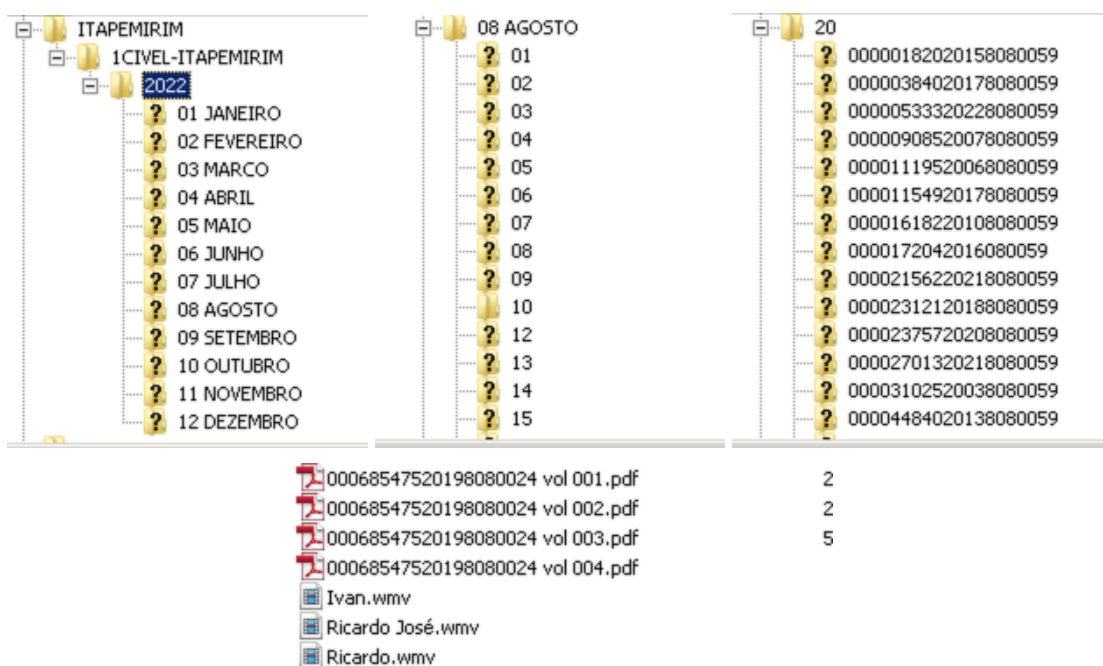 ITAPEMIRIM
1CIVEL-ITAPEMIRIM
2022
01 JANEIRO
02 FEVEREIRO
03 MARCO
04 ABRIL
05 MAIO
06 JUNHO
07 JULHO
08 AGOSTO
09 SETEMBRO
10 OUTUBRO
11 NOVEMBRO
12 DEZEMBRO
08 AGOSTO
01
02
03
04
05
06
07
08
09
10
12
13
14
15
20
00000182020158080059
00000384020178080059
00000533320228080059
00000908520078080059
00001119520068080059
00001154920178080059
00001618220108080059
0000172042016080059
00002156220218080059
00002312120188080059
00002375720208080059
00002701320218080059
00003102520038080059
00004484020138080059
00068547520198080024 vol 001.pdf 2
00068547520198080024 vol 002.pdf 2
00068547520198080024 vol 003.pdf 5
00068547520198080024 vol 004.pdf
Ivan.wmv
Ricardo José.wmv
Ricardo.wmv